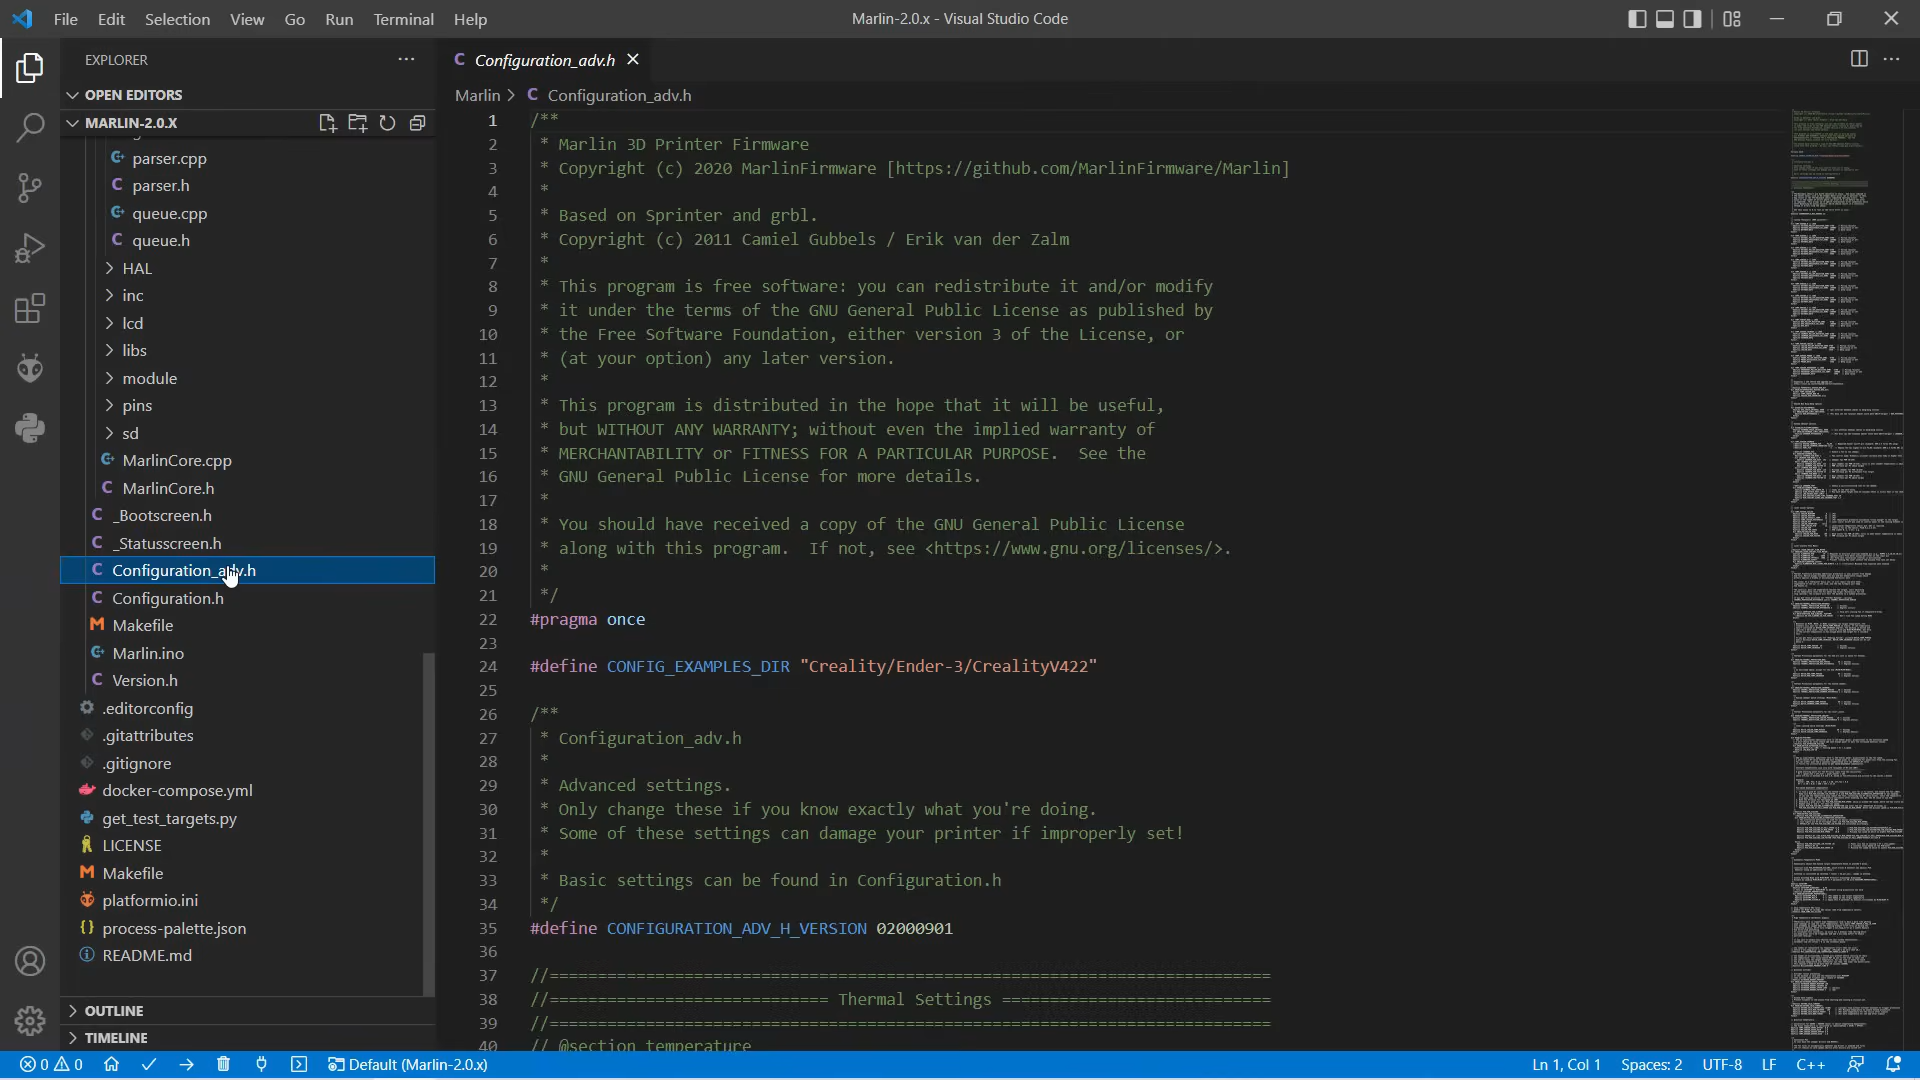 File Edit Selection View Go Run Terminal Help
Marlin-2.0.x - Visual Studio Code
EXPLORER
OPEN EDITORS
MARLIN-2.0.X
parser.cpp
parser.h
queue.cpp
queue.h
HAL
inc
lcd
libs
module
pins
sd
MarlinCore.cpp
MarlinCore.h
_Bootscreen.h
_Statusscreen.h
Configuration_adv.h
Configuration.h
Makefile
Marlin.ino
Version.h
.editorconfig
.gitattributes
.gitignore
docker-compose.yml
get_test_targets.py
LICENSE
Makefile
platformio.ini
process-palette.json
README.md
OUTLINE
TIMELINE
Configuration_adv.h
Marlin > C Configuration_adv.h
1 /**
2 * Marlin 3D Printer Firmware
3 * Copyright (c) 2020 MarlinFirmware [https://github.com/MarlinFirmware/Marlin]
4 *
5 * Based on Sprinter and grbl.
6 * Copyright (c) 2011 Camiel Gubbels / Erik van der Zalm
7 *
8 * This program is free software: you can redistribute it and/or modify
9 * it under the terms of the GNU General Public License as published by
10 * the Free Software Foundation, either version 3 of the License, or
11 * (at your option) any later version.
12 *
13 * This program is distributed in the hope that it will be useful,
14 * but WITHOUT ANY WARRANTY; without even the implied warranty of
15 * MERCHANTABILITY or FITNESS FOR A PARTICULAR PURPOSE.  See the
16 * GNU General Public License for more details.
17 *
18 * You should have received a copy of the GNU General Public License
19 * along with this program.  If not, see <https://www.gnu.org/licenses/>.
20 *
21 */
22 #pragma once
23
24 #define CONFIG_EXAMPLES_DIR "Creality/Ender-3/CrealityV422"
25
26 /**
27 * Configuration_adv.h
28 *
29 * Advanced settings.
30 * Only change these if you know exactly what you're doing.
31 * Some of these settings can damage your printer if improperly set!
32 *
33 * Basic settings can be found in Configuration.h
34 */
35 #define CONFIGURATION_ADV_H_VERSION 02000901
36
37 //===========================================================================
38 //============================= Thermal Settings ============================
39 //===========================================================================
40 // @section temperature
0 0 Default (Marlin-2.0.x) Ln 1, Col 1 Spaces: 2 UTF-8 LF C++